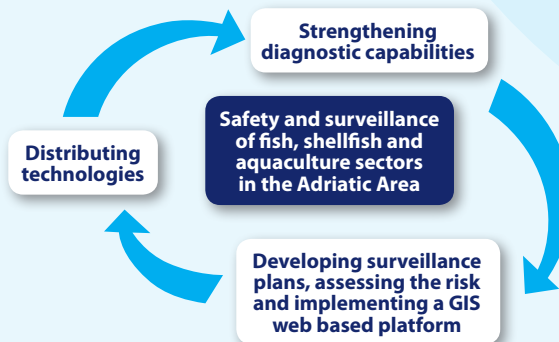 Strengthening
diagnostic capabilities
Safety and surveillance
of fish, shellfish and
aquaculture sectors
in the Adriatic Area
Distributing
technologies
Developing surveillance
plans, assessing the risk
and implementing a GIS
web based platform